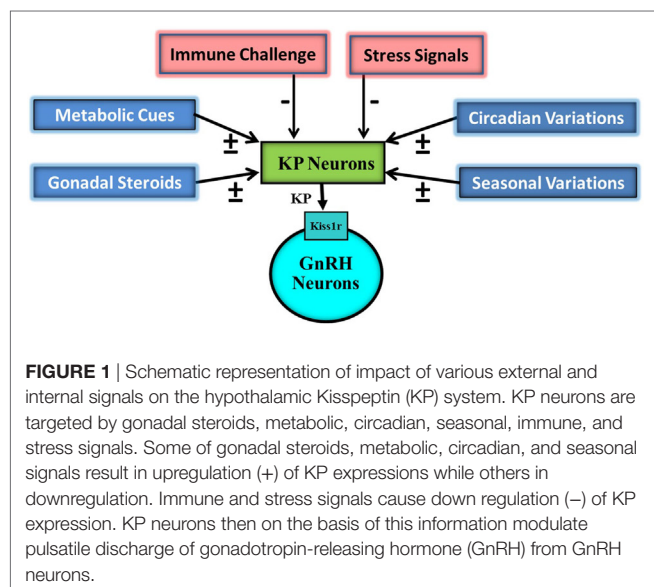 Immune Challenge
Stress Signals
-
-
Metabolic Cues
Circadian Variations
±
±
KP Neurons
Gonadal Steroids
Seasonal Variations
±
±
KP
Kiss1r
GnRH
Neurons
FIGURE 1 | Schematic representation of impact of various external and
internal signals on the hypothalamic Kisspeptin (KP) system. KP neurons are
targeted by gonadal steroids, metabolic, circadian, seasonal, immune, and
stress signals. Some of gonadal steroids, metabolic, circadian, and seasonal
signals result in upregulation (+) of KP expressions while others in
downregulation. Immune and stress signals cause down regulation (−) of KP
expression. KP neurons then on the basis of this information modulate
pulsatile discharge of gonadotropin-releasing hormone (GnRH) from GnRH
neurons.